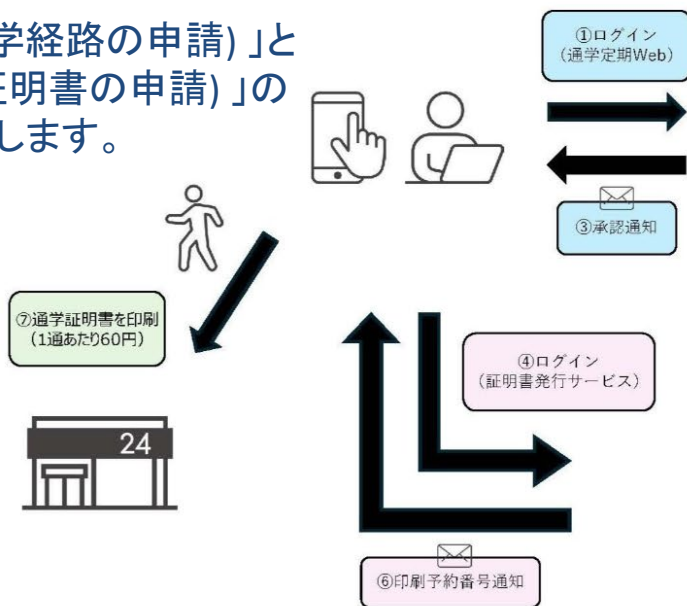 学経路の申請)」と
証明書の申請)」の
します。
①ログイン
(通学定期Web)
③承認通知
⑦通学証明書を印刷
(1通あたり60円)
④ログイン
(証明書発行サービス)
24
⑥印刷予約番号通知